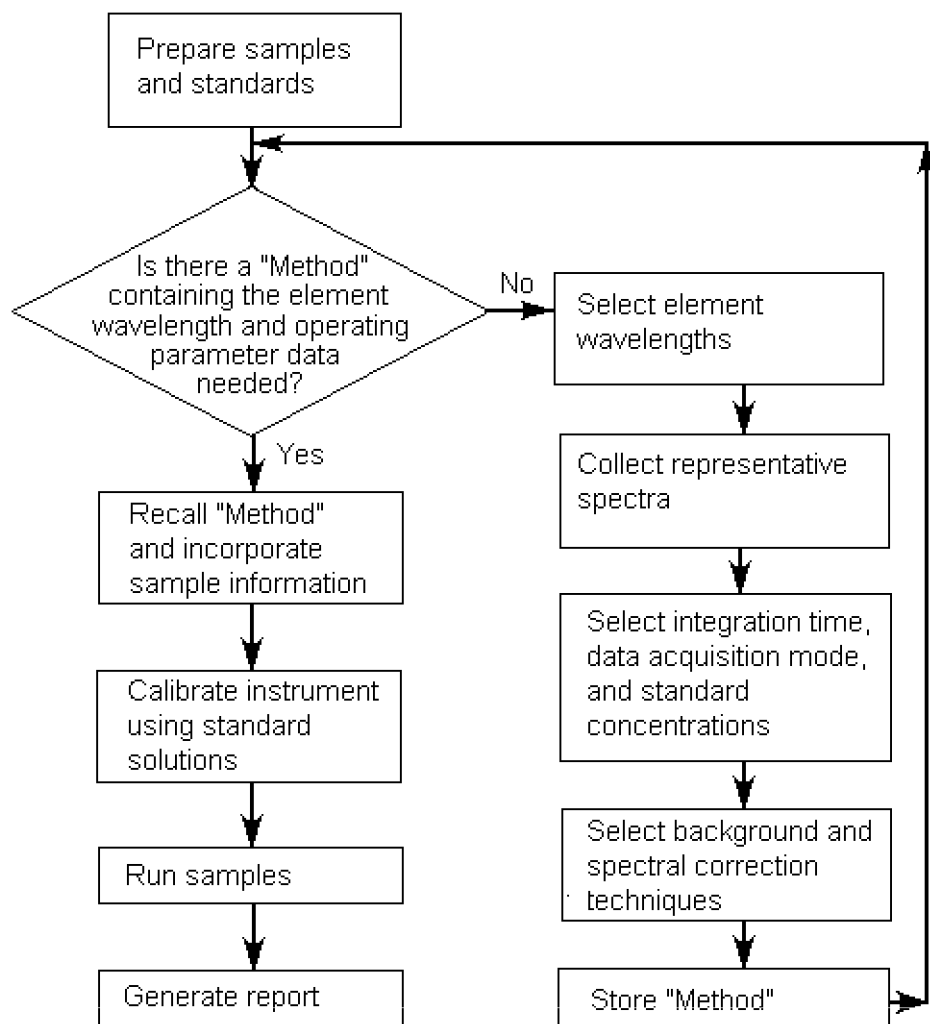 Prepare samples
and standards
Is there a "Method"
containing the element
wavelength and operating
parameter data
needed?
No
Yes
Recall "Method"
and incorporate
sample information
Calibrate instrument
using standard
solutions
Run samples
Generate report
Select element
wavelengths
Collect representative
spectra
Select integration time,
data acquisition mode,
and standard
concentrations
Select background and
spectral correction
techniques
Store "Method"